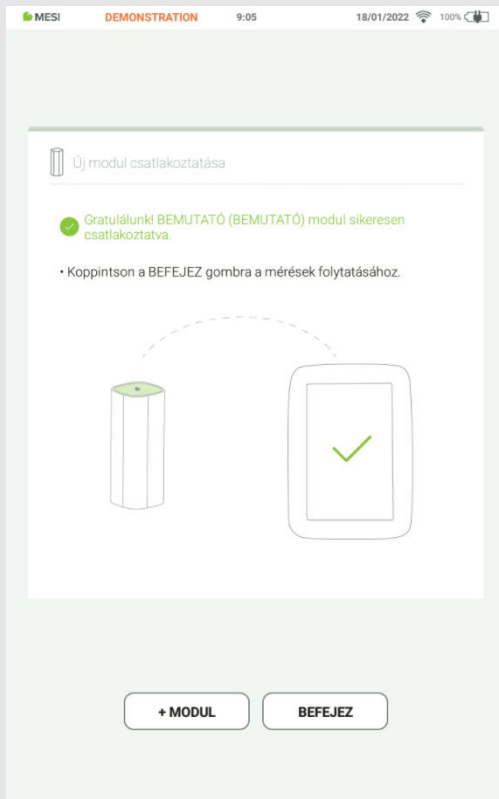 MESI DEMONSTRATION 9:05 18/01/2022 100%
Új modul csatlakoztatása
Gratulálunk! BEMUTATÓ (BEMUTATÓ) modul sikeresen
csatlakoztatva.
• Koppintson a BEFEJEZ gombra a mérések folytatásához.
+ MODUL BEFEJEZ